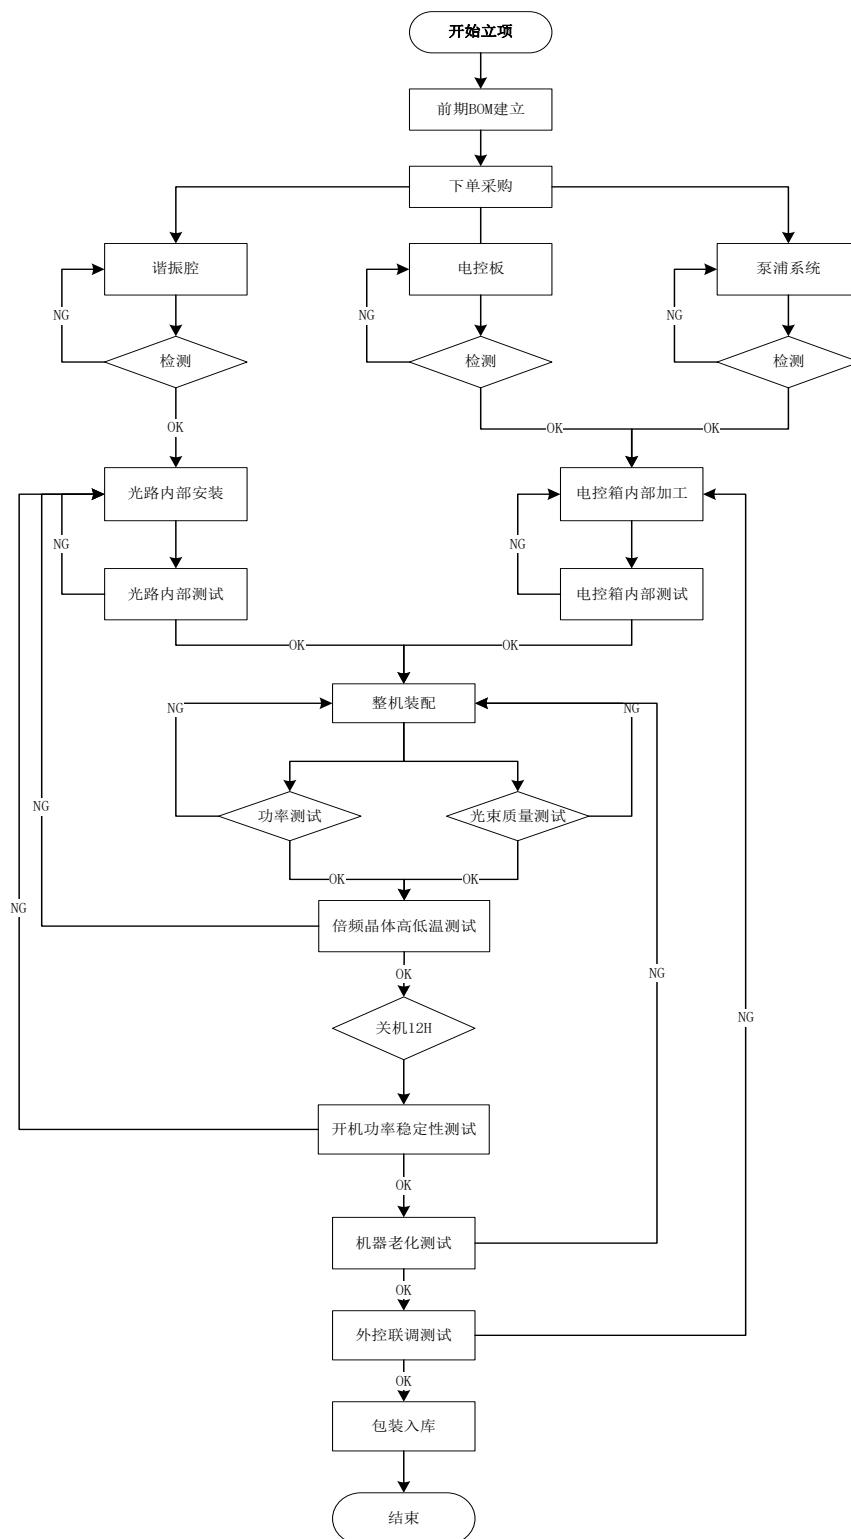 开始立项
前期BOM建立
下单采购
谐振腔
电控板
泵浦系统
NG
NG
NG
检测
检测
检测
OK
OK
OK
光路内部安装
电控箱内部加工
NG
NG
光路内部测试
电控箱内部测试
OK
OK
整机装配
NG
NG
NG
功率测试
光束质量测试
OK
OK
NG
倍频晶体高低温测试
OK
NG
关机12H
NG
开机功率稳定性测试
OK
机器老化测试
OK
外控联调测试
OK
包装入库
结束